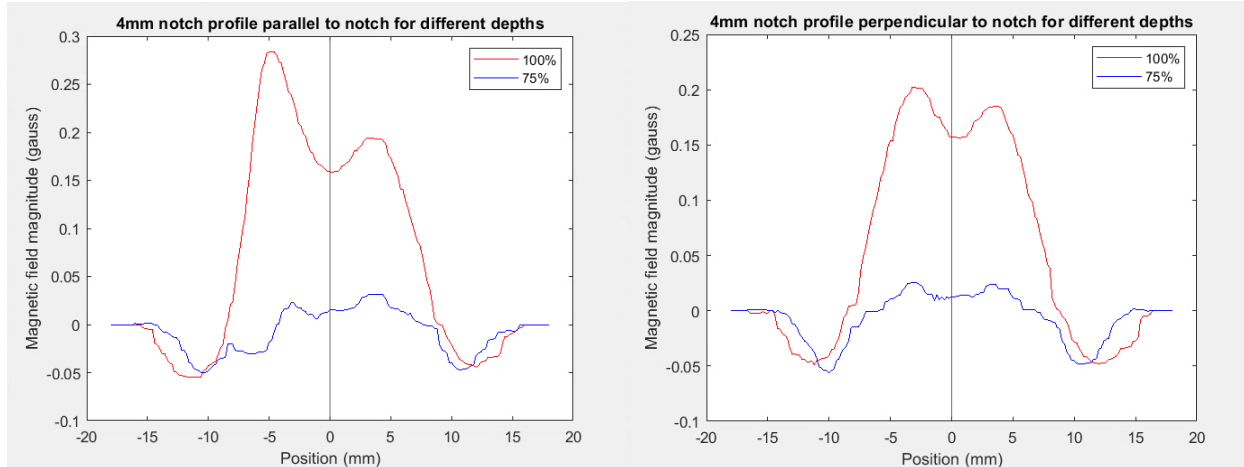 4mm notch profile parallel to notch for different depths
0.3
0.25
0.2
0.15
0.1
0.05
0
-0.05
-0.1
Magnetic field magnitude (gauss)
100%
75%
-20 -15 -10 -5 0 5 10 15 20
Position (mm)
4mm notch profile perpendicular to notch for different depths
0.25
0.2
0.15
0.1
0.05
0
-0.05
-0.1
Magnetic field magnitude (gauss)
100%
75%
-20 -15 -10 -5 0 5 10 15 20
Position (mm)